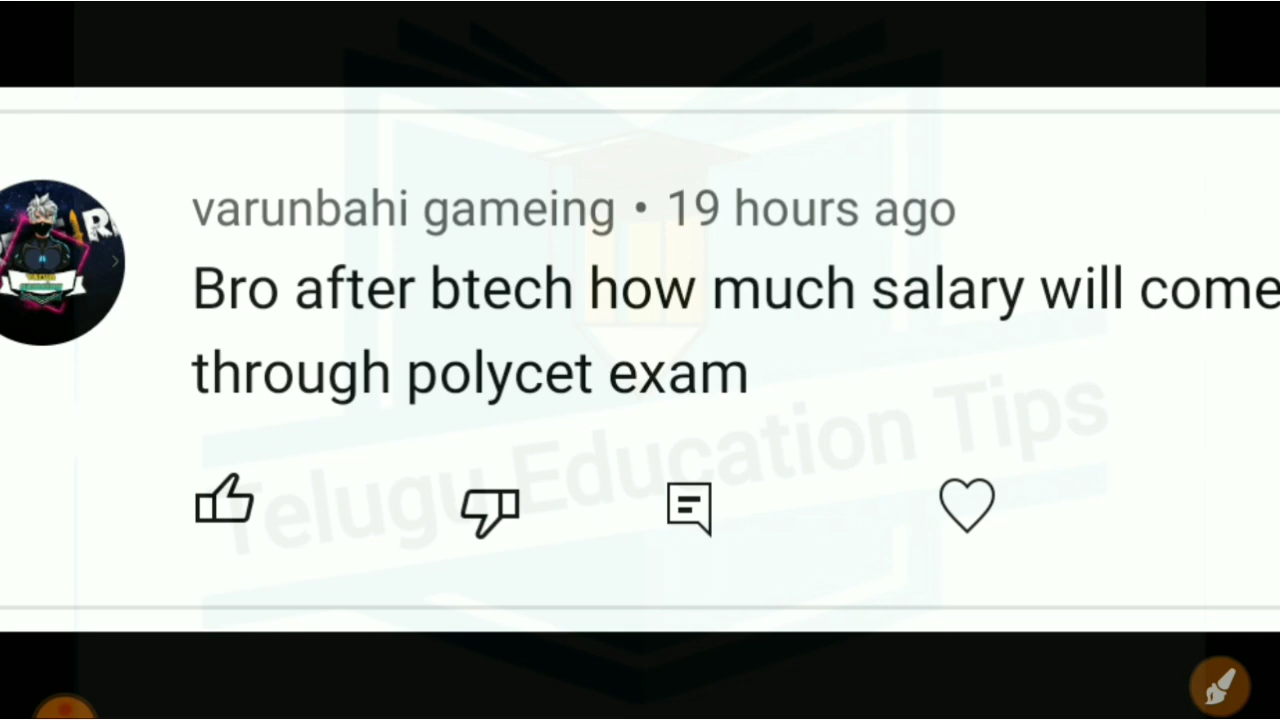 varunbahi gameing • 19 hours ago
Bro after btech how much salary will come
through polycet exam
Telugu Education Tips